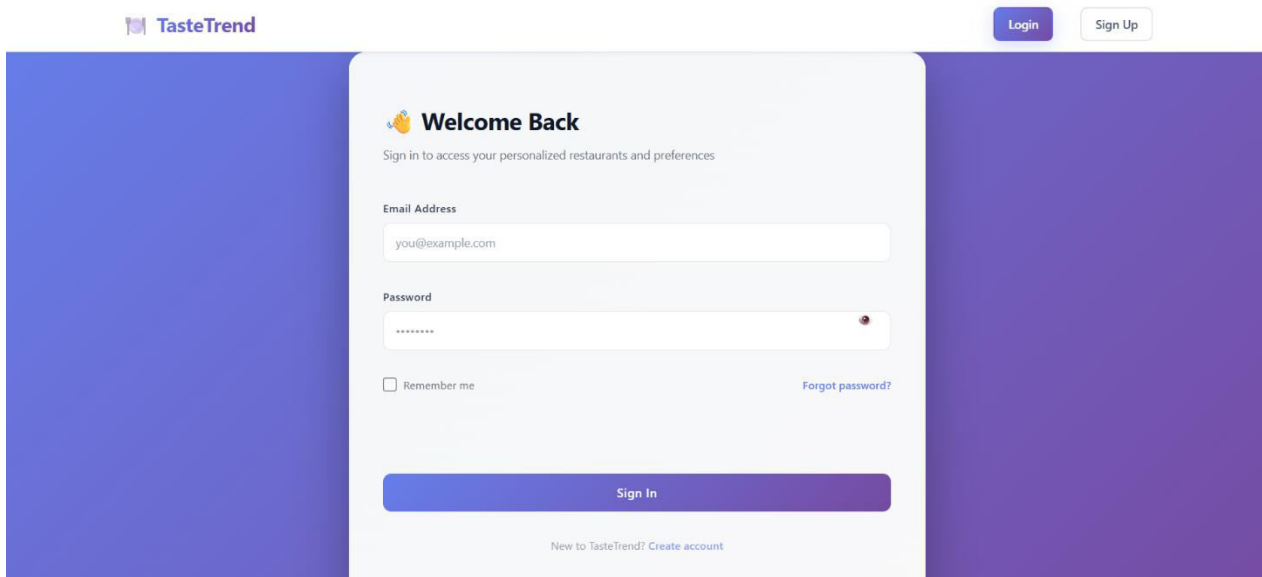 TasteTrend
Login
Sign Up
Welcome Back
Sign in to access your personalized restaurants and preferences
Email Address
you@example.com
Password
••••••••
Remember me
Forgot password?
Sign In
New to TasteTrend? Create account